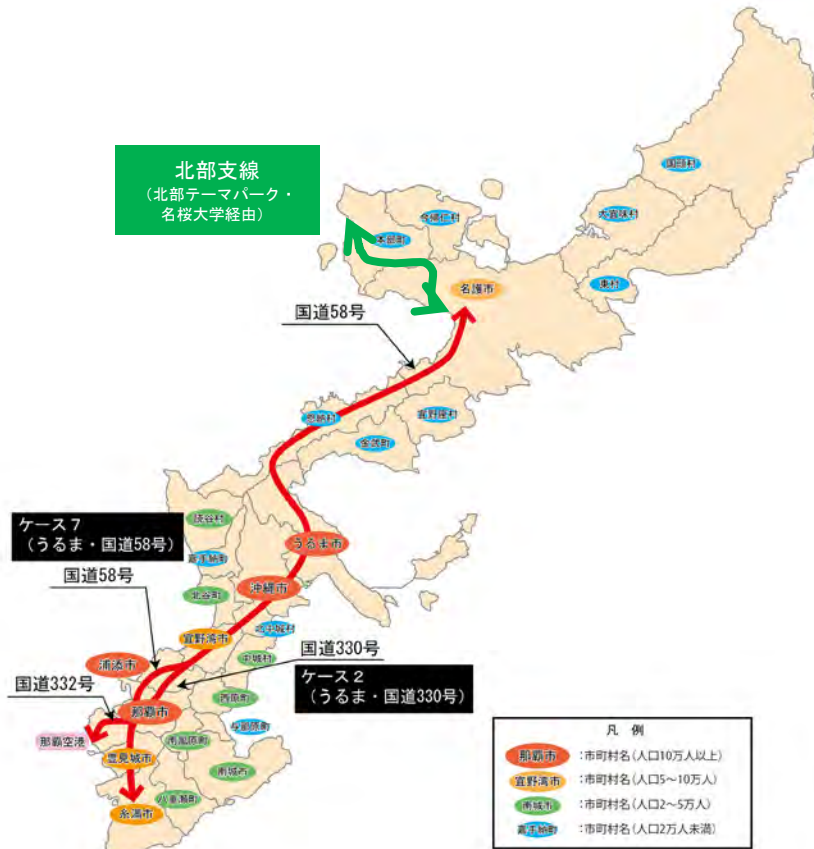 北部支線
（北部テーマパーク・
名桜大学経由）
国頭村
大宜味村
今帰仁村
本部町
東村
名護市
国道58号
恩納村
宜野座村
金武町
ケース７
（うるま・国道58号）
読谷村
嘉手納町
うるま市
沖縄市
国道58号
北谷町
宜野湾市
北中城村
中城村
浦添市
国道330号
ケース２
（うるま・国道330号）
国道332号
西原町
那覇市
与那原町
那覇空港
南風原町
豊見城市
南城市
八重瀬町
糸満市
凡　例
那覇市 ：市町村名（人口10万人以上）
宜野湾市 ：市町村名（人口5～10万人）
南城市 ：市町村名（人口2～5万人）
嘉手納町 ：市町村名（人口2万人未満）